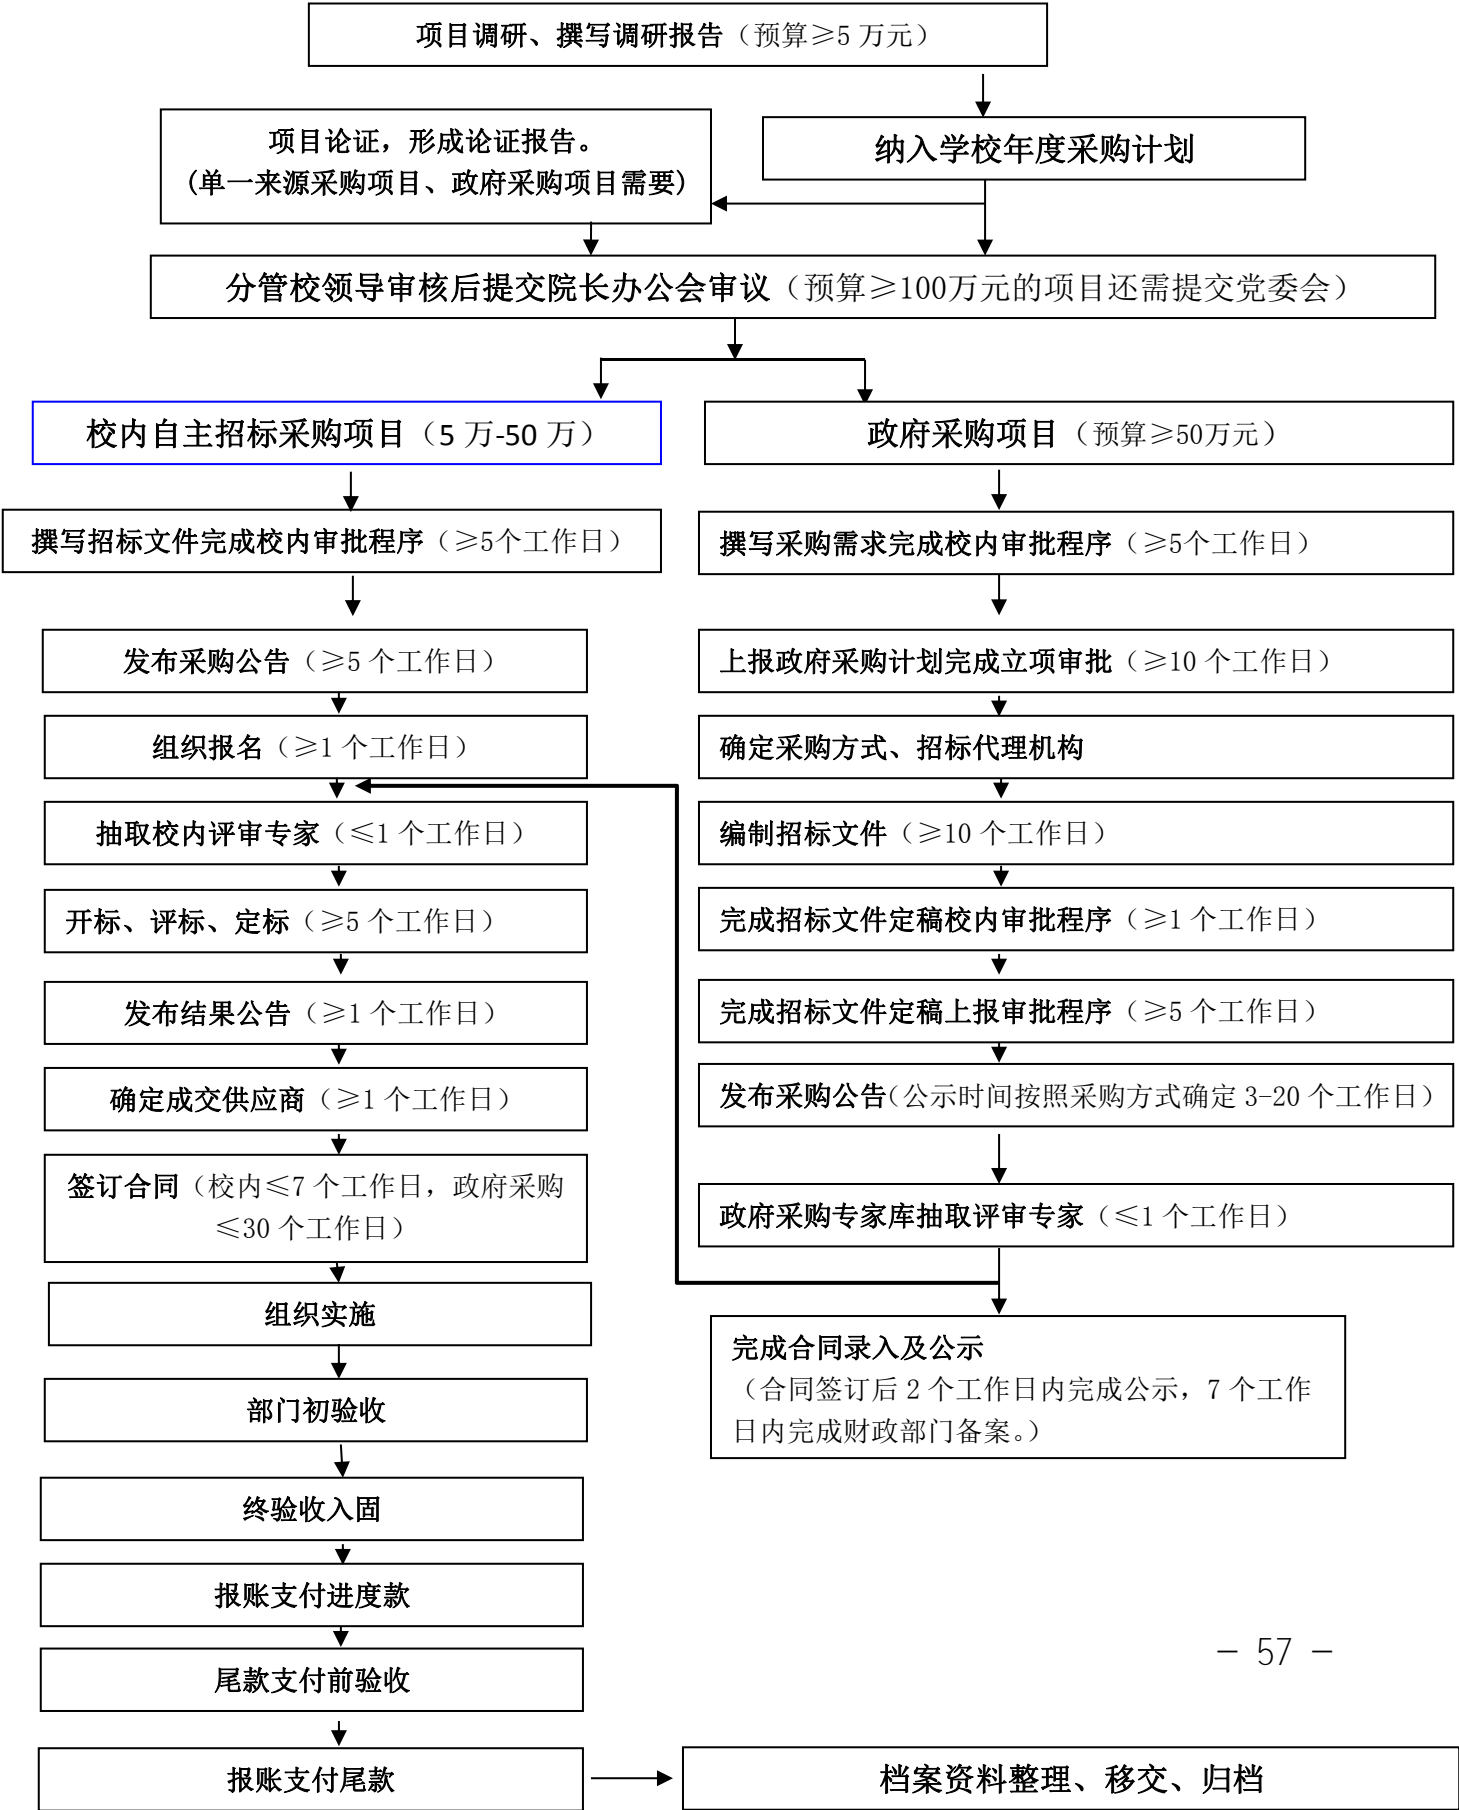 项目调研、撰写调研报告（预算≥5 万元）
项目论证，形成论证报告。
(单一来源采购项目、政府采购项目需要)
纳入学校年度采购计划
分管校领导审核后提交院长办公会审议（预算≥100万元的项目还需提交党委会）
校内自主招标采购项目（5 万-50 万）
撰写招标文件完成校内审批程序（≥5个工作日）
发布采购公告（≥5 个工作日）
组织报名（≥1 个工作日）
抽取校内评审专家（≤1 个工作日）
开标、评标、定标（≥5 个工作日）
发布结果公告（≥1 个工作日）
确定成交供应商（≥1 个工作日）
签订合同（校内≤7 个工作日，政府采购
≤30 个工作日）
组织实施
部门初验收
终验收入固
报账支付进度款
尾款支付前验收
报账支付尾款
政府采购项目（预算≥50万元）
撰写采购需求完成校内审批程序（≥5个工作日）
上报政府采购计划完成立项审批（≥10 个工作日）
确定采购方式、招标代理机构
编制招标文件（≥10 个工作日）
完成招标文件定稿校内审批程序（≥1 个工作日）
完成招标文件定稿上报审批程序（≥5 个工作日）
发布采购公告（公示时间按照采购方式确定 3-20 个工作日）
政府采购专家库抽取评审专家（≤1 个工作日）
完成合同录入及公示
（合同签订后 2 个工作日内完成公示，7 个工作
日内完成财政部门备案。）
档案资料整理、移交、归档
- 57 -